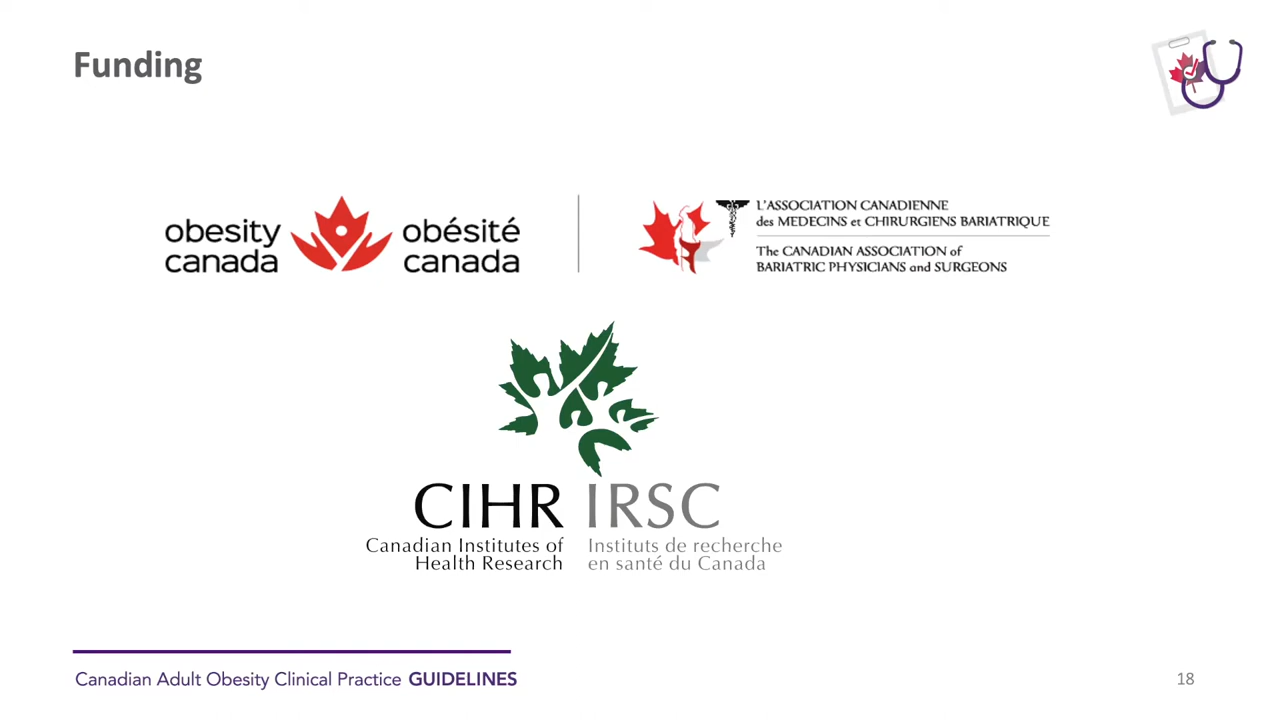 Funding
obesity
canada
obésité
canada
L'ASSOCIATION CANADIENNE
des MEDECINS et CHIRURGIENS BARIATRIQUE
The CANADIAN ASSOCIATION of
BARIATRIC PHYSICIANS and SURGEONS
CIHR IRSC
Canadian Institutes of
Health Research
Instituts de recherche
en santé du Canada
Canadian Adult Obesity Clinical Practice GUIDELINES
18